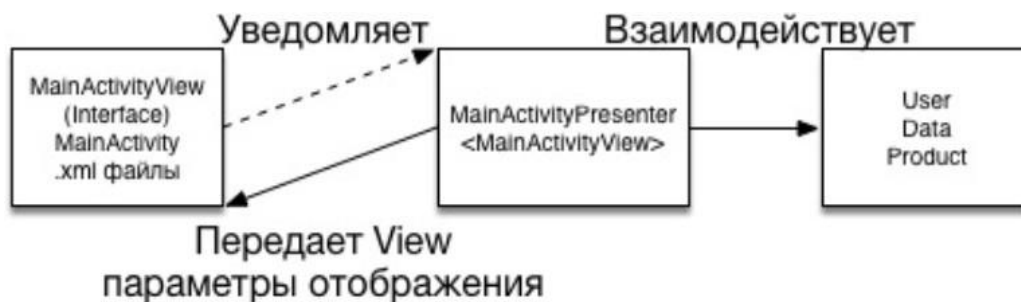 Уведомляет
Взаимодействует
MainActivityView
(Interface)
MainActivity
.xml файлы
MainActivityPresenter
<MainActivityView>
User
Data
Product
Передает View
параметры отображения